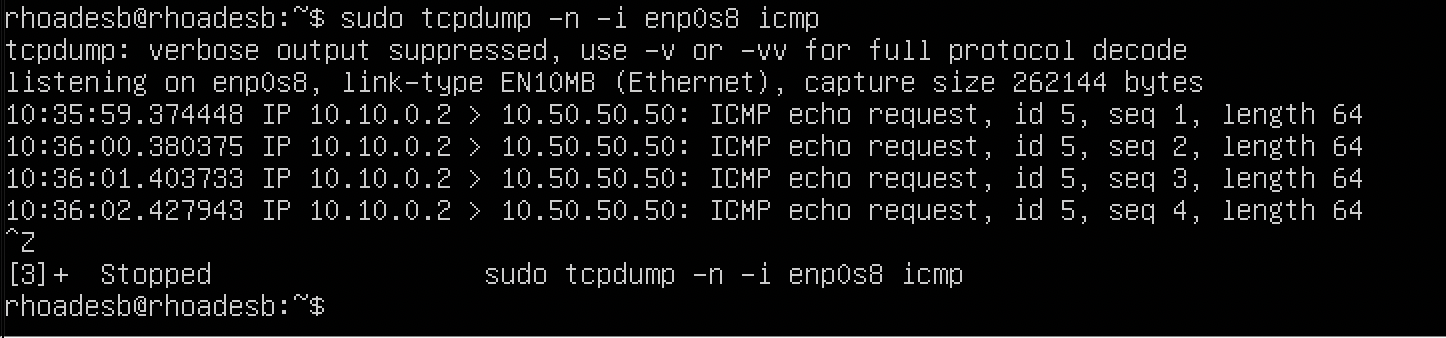 rhoadesb@rhoadesb:~$ sudo tcpdump -n -i enp0s8 icmp
tcpdump: verbose output suppressed, use -v or -vv for full protocol decode
listening on enp0s8, link-type EN10MB (Ethernet), capture size 262144 bytes
10:35:59.374448 IP 10.10.0.2 > 10.50.50.50: ICMP echo request, id 5, seq 1, length 64
10:36:00.380375 IP 10.10.0.2 > 10.50.50.50: ICMP echo request, id 5, seq 2, length 64
10:36:01.403733 IP 10.10.0.2 > 10.50.50.50: ICMP echo request, id 5, seq 3, length 64
10:36:02.427943 IP 10.10.0.2 > 10.50.50.50: ICMP echo request, id 5, seq 4, length 64
^Z
[3]+  Stopped                 sudo tcpdump -n -i enp0s8 icmp
rhoadesb@rhoadesb:~$